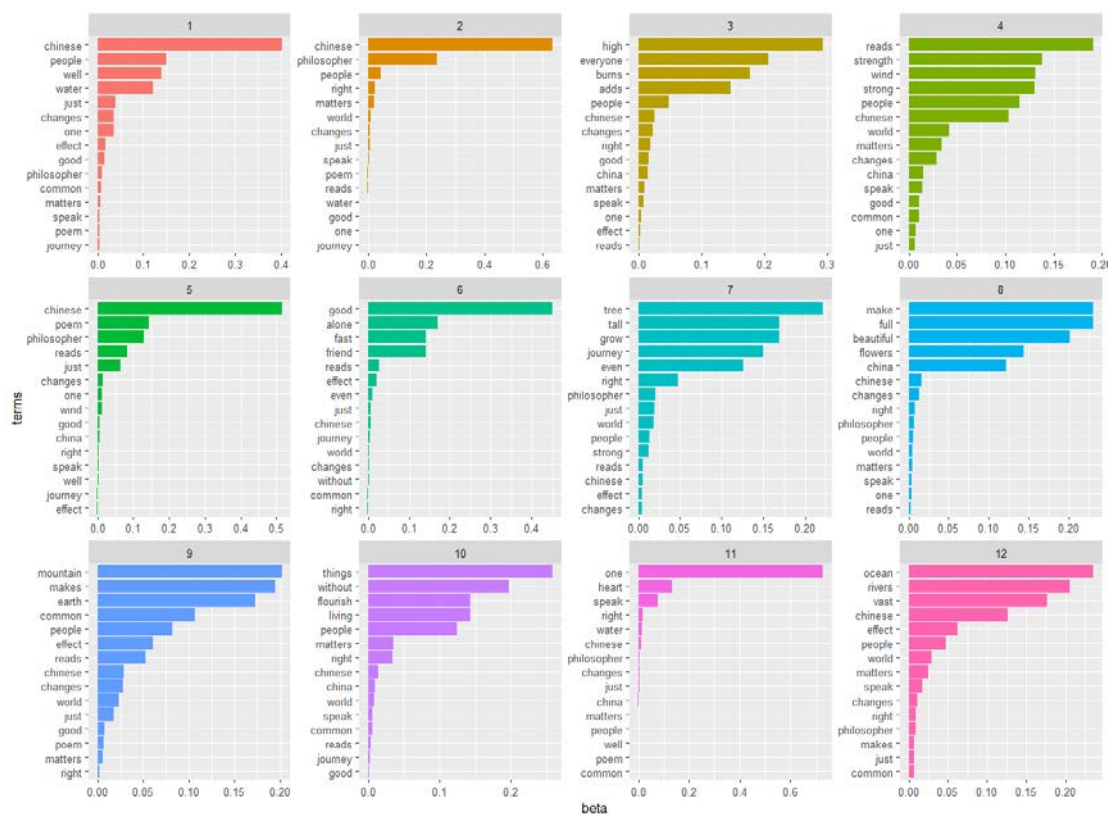 1
chinese
people
well
water
just
changes
one
effect
good
philosopher
common
matters
speak
poem
journey
0.0 0.1 0.2 0.3 0.4
2
chinese
philosopher
people
right
matters
world
changes
just
speak
poem
reads
water
good
one
journey
0.0 0.2 0.4 0.6
3
high
everyone
burns
adds
people
chinese
changes
right
good
china
matters
speak
one
effect
reads
0.0 0.1 0.2 0.3
4
reads
strength
wind
strong
people
chinese
world
matters
changes
china
speak
good
common
one
just
0.00 0.05 0.10 0.15 0.20
terms
5
chinese
poem
philosopher
reads
just
changes
one
wind
good
china
right
speak
well
journey
effect
0.0 0.1 0.2 0.3 0.4 0.5
6
good
alone
fast
friend
reads
effect
even
just
chinese
journey
world
changes
without
common
right
0.0 0.1 0.2 0.3 0.4
7
tree
tall
grow
journey
even
right
philosopher
just
world
people
strong
reads
chinese
effect
changes
0.00 0.05 0.10 0.15 0.20
8
make
full
beautiful
flowers
china
chinese
changes
right
philosopher
people
world
matters
speak
one
reads
0.00 0.05 0.10 0.15 0.20
9
mountain
makes
earth
common
people
effect
reads
chinese
changes
world
just
good
poem
matters
right
0.00 0.05 0.10 0.15 0.20
10
things
without
flourish
living
people
matters
right
chinese
china
world
speak
common
reads
journey
good
0.0 0.1 0.2
11
one
heart
speak
right
water
chinese
philosopher
changes
just
china
matters
people
well
poem
common
0.0 0.2 0.4 0.6
12
ocean
rivers
vast
chinese
effect
people
world
matters
speak
changes
right
philosopher
makes
just
common
0.00 0.05 0.10 0.15 0.20
beta